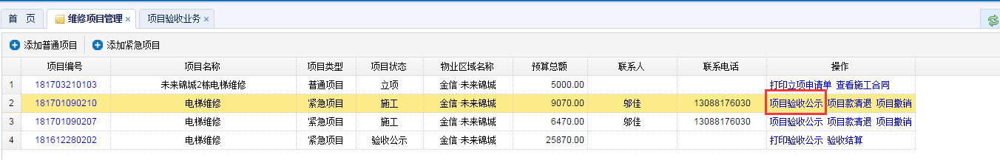 首 页 维修项目管理 × 项目验收业务 ×
添加普通项目 添加紧急项目
项目编号 项目名称 项目类型 项目状态 物业区域名称 预算总额 联系人 联系电话 操作
1 181703210103 未来锦城2栋电梯维修 普通项目 立项 金信·未来锦城 5000.00 打印立项申请单 查看施工合同
2 181701090210 电梯维修 紧急项目 施工 金信·未来锦城 9070.00 邬佳 13088176030 项目验收公示 项目款清退 项目撤销
3 181701090207 电梯维修 紧急项目 施工 金信·未来锦城 6470.00 邬佳 13088176030 项目验收公示 项目款清退 项目撤销
4 181612280202 电梯维修 紧急项目 验收公示 金信·未来锦城 25870.00 打印验收公示 验收结算